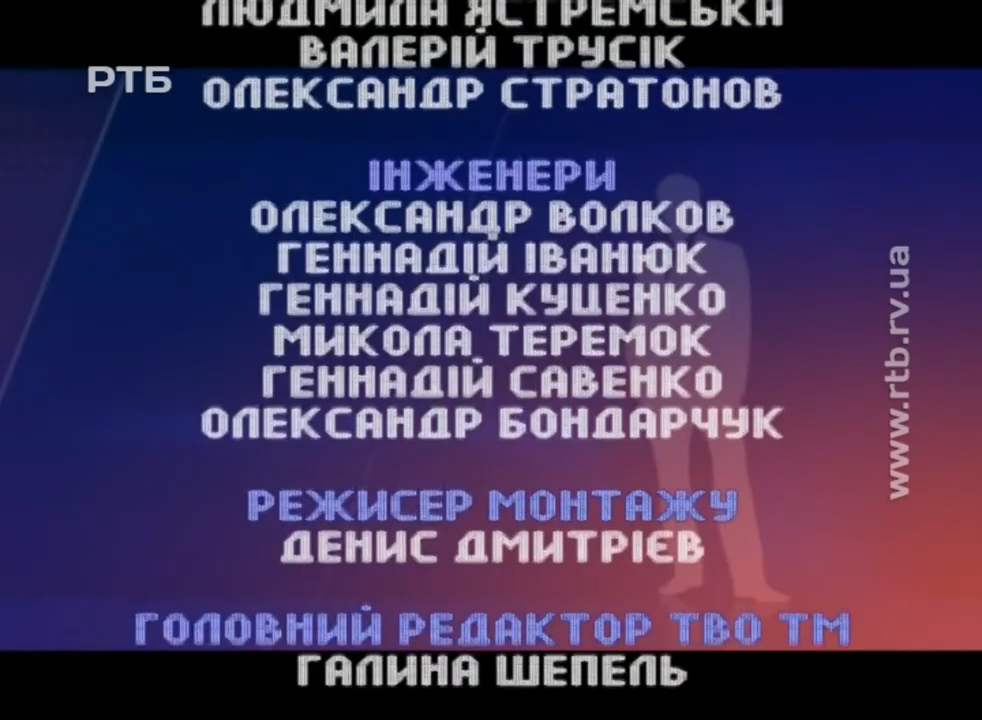 ЛЮДМИЛА ЯСТРЕМСЬКА
ВАЛЕРІЙ ТРУСІК
РТБ
ОЛЕКСАНДР СТРАТОНОВ
ІНЖЕНЕРИ
ОЛЕКСАНДР ВОЛКОВ
ГЕННАДІЙ ІВАНЮК
ГЕННАДІЙ КУЦЕНКО
МИКОЛА ТЕРЕМОК
ГЕННАДІЙ САВЕНКО
ОЛЕКСАНДР БОНДАРЧУК
www.rtb.rv.ua
РЕЖИСЕР МОНТАЖУ
ДЕНИС ДМИТРІЄВ
ГОЛОВНИЙ РЕДАКТОР ТВО ТМ
ГАЛИНА ШЕПЕЛЬ